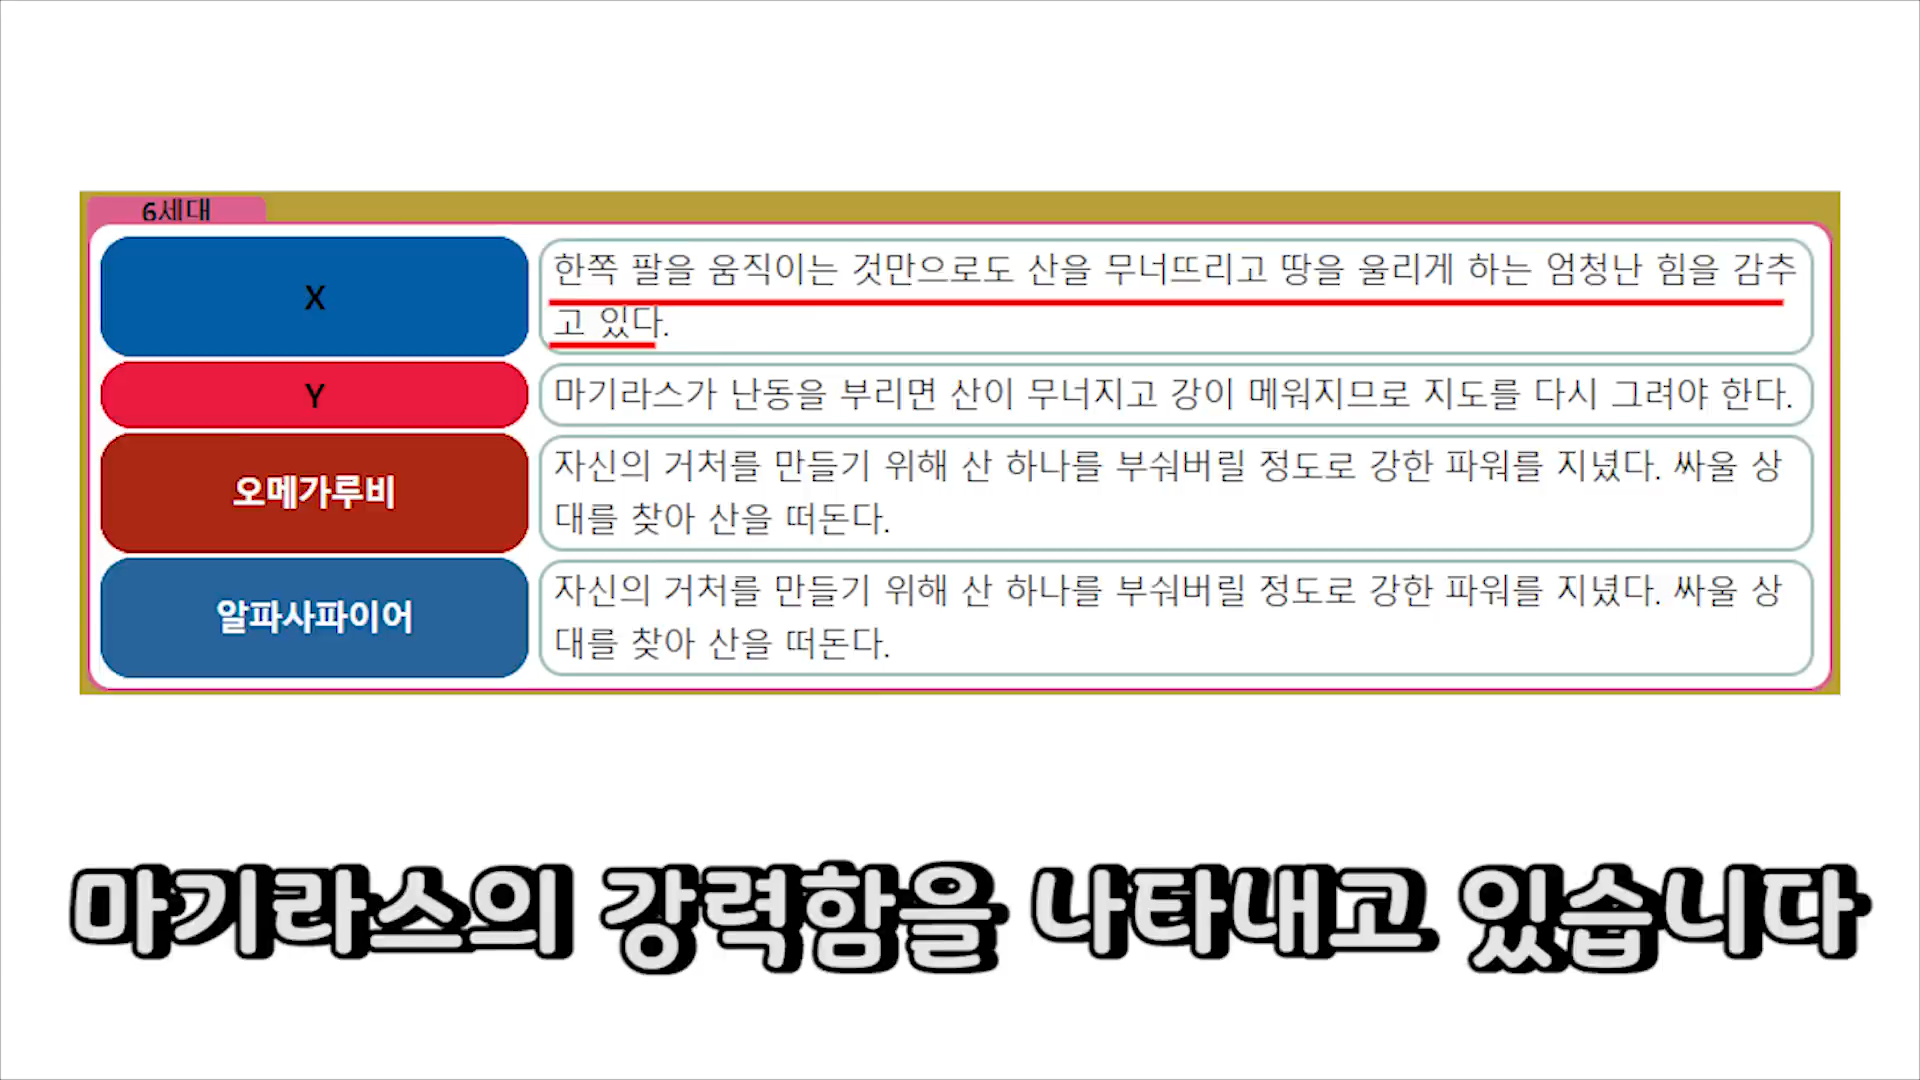 6세대
X
한쪽 팔을 움직이는 것만으로도 산을 무너뜨리고 땅을 울리게 하는 엄청난 힘을 감추
고 있다.
Y
마기라스가 난동을 부리면 산이 무너지고 강이 메워지므로 지도를 다시 그려야 한다.
오메가루비
자신의 거처를 만들기 위해 산 하나를 부숴버릴 정도로 강한 파워를 지녔다. 싸울 상
대를 찾아 산을 떠돈다.
알파사파이어
자신의 거처를 만들기 위해 산 하나를 부숴버릴 정도로 강한 파워를 지녔다. 싸울 상
대를 찾아 산을 떠돈다.
마기라스의 강력함을 나타내고 있습니다